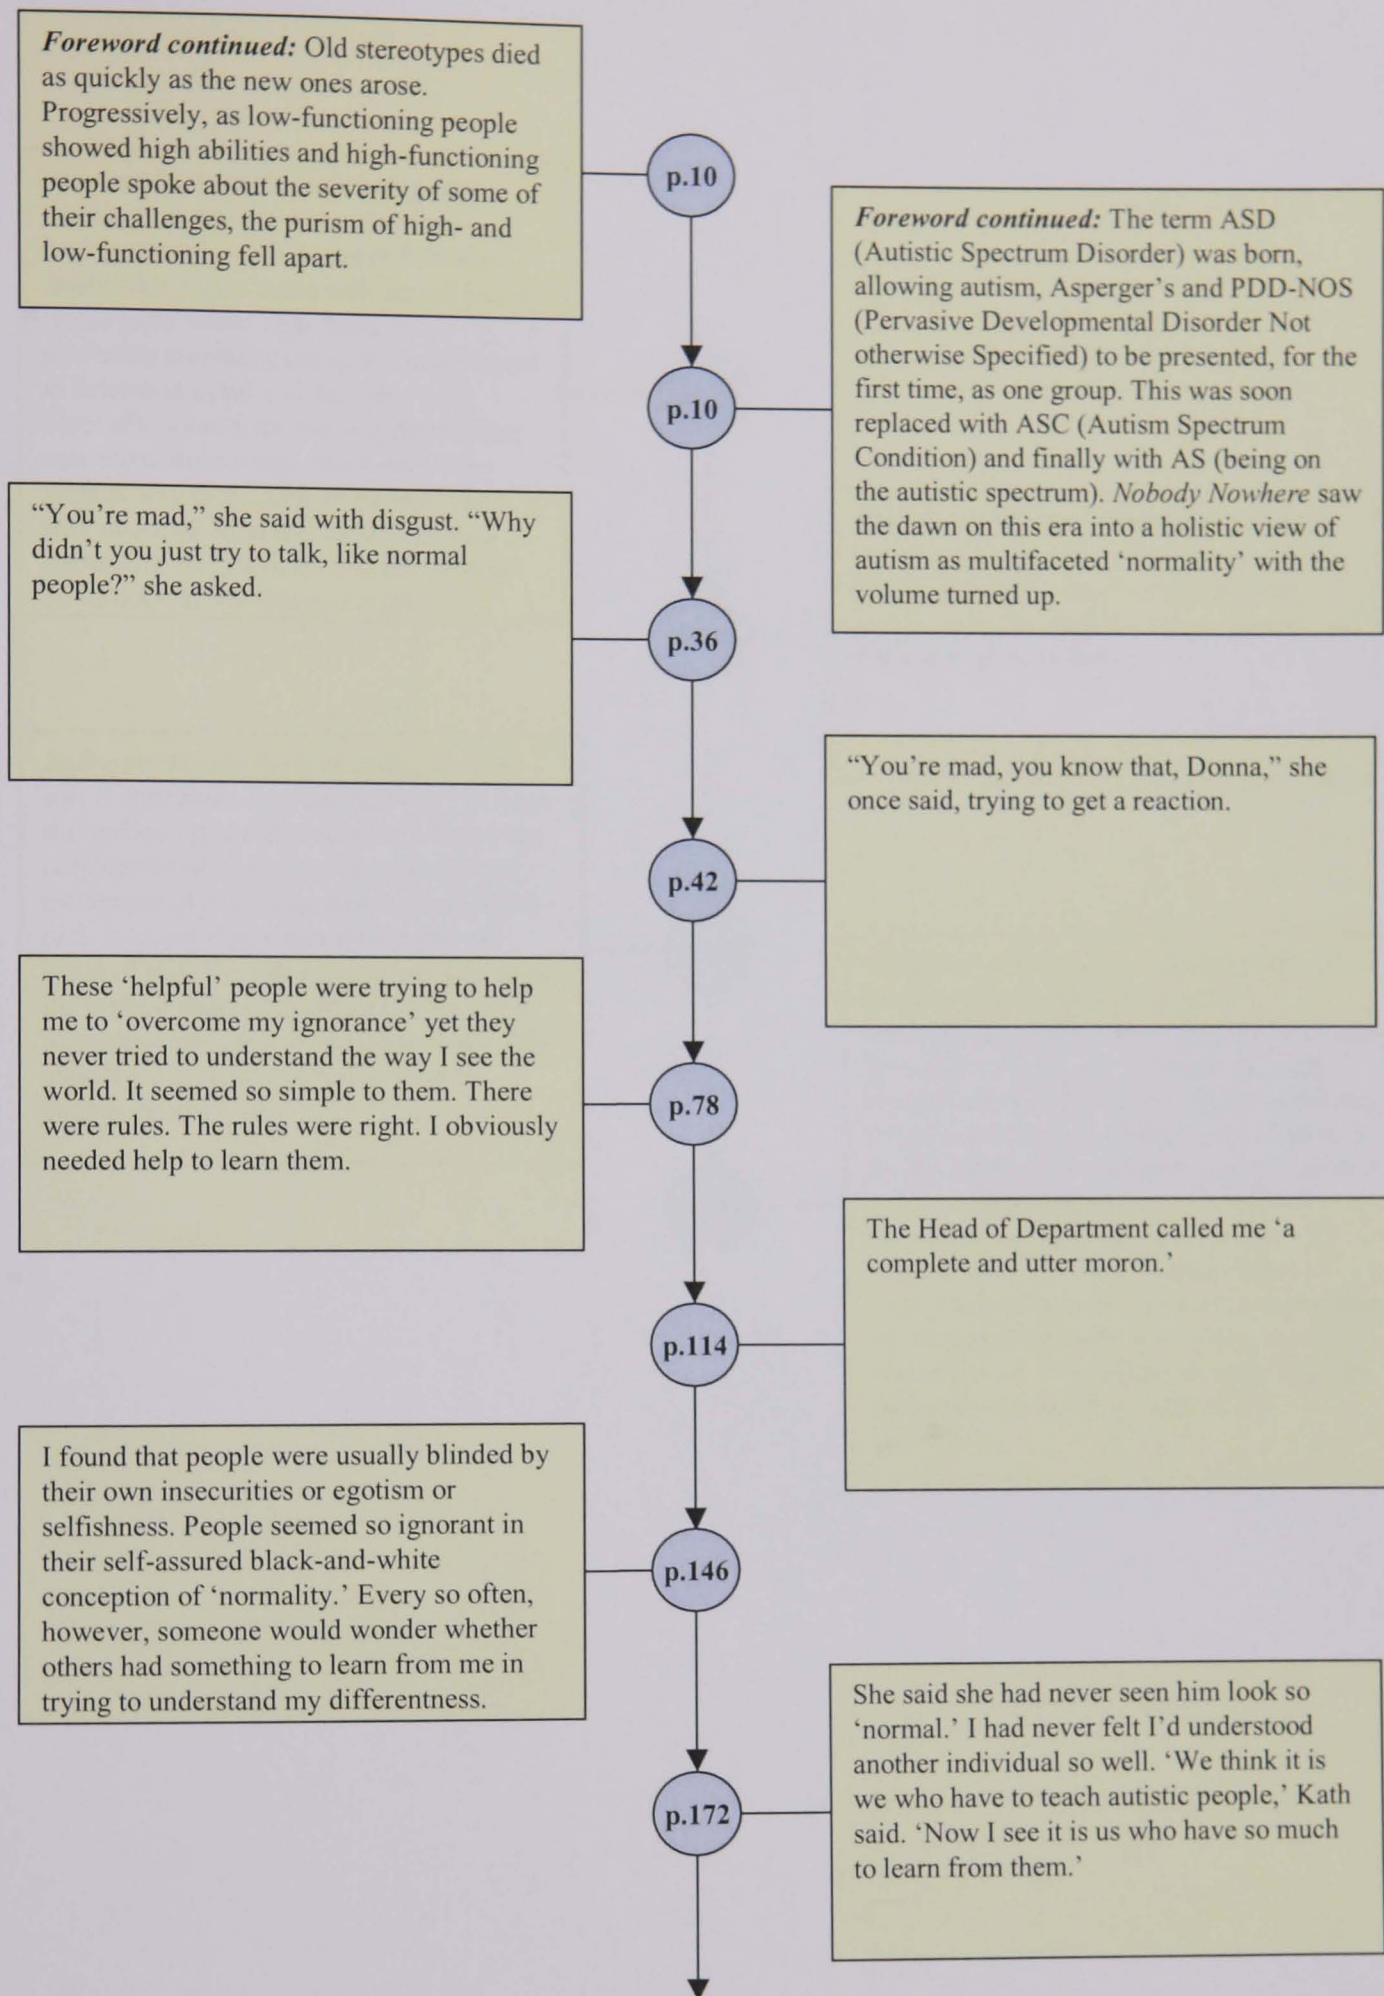 Foreword continued: Old stereotypes died
as quickly as the new ones arose.
Progressively, as low-functioning people
showed high abilities and high-functioning
people spoke about the severity of some of
their challenges, the purism of high- and
low-functioning fell apart.
p.10
Foreword continued: The term ASD
(Autistic Spectrum Disorder) was born,
allowing autism, Asperger’s and PDD-NOS
(Pervasive Developmental Disorder Not
otherwise Specified) to be presented, for the
first time, as one group. This was soon
replaced with ASC (Autism Spectrum
Condition) and finally with AS (being on
the autistic spectrum). Nobody Nowhere saw
the dawn on this era into a holistic view of
autism as multifaceted ‘normality’ with the
volume turned up.
p.10
“You’re mad,” she said with disgust. “Why
didn’t you just try to talk, like normal
people?” she asked.
p.36
“You’re mad, you know that, Donna,” she
once said, trying to get a reaction.
p.42
These ‘helpful’ people were trying to help
me to ‘overcome my ignorance’ yet they
never tried to understand the way I see the
world. It seemed so simple to them. There
were rules. The rules were right. I obviously
needed help to learn them.
p.78
The Head of Department called me ‘a
complete and utter moron.’
p.114
I found that people were usually blinded by
their own insecurities or egotism or
selfishness. People seemed so ignorant in
their self-assured black-and-white
conception of ‘normality.’ Every so often,
however, someone would wonder whether
others had something to learn from me in
trying to understand my differentness.
p.146
She said she had never seen him look so
‘normal.’ I had never felt I’d understood
another individual so well. ‘We think it is
we who have to teach autistic people,’ Kath
said. ‘Now I see it is us who have so much
to learn from them.’
p.172